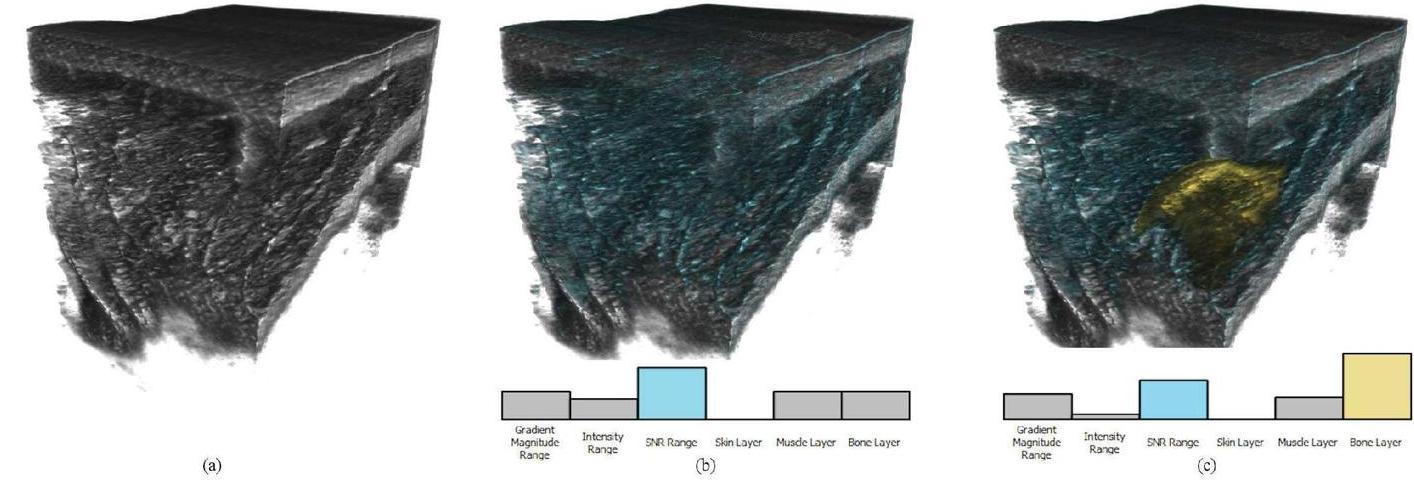 Gradient
Magnitude
Range
Intensity
Range
SNR Range
Skin Layer
Muscle Layer
Bone Layer
Gradient
Magnitude
Range
Intensity
Range
SNR Range
Skin Layer
Muscle Layer
Bone Layer
(a)
(b)
(c)